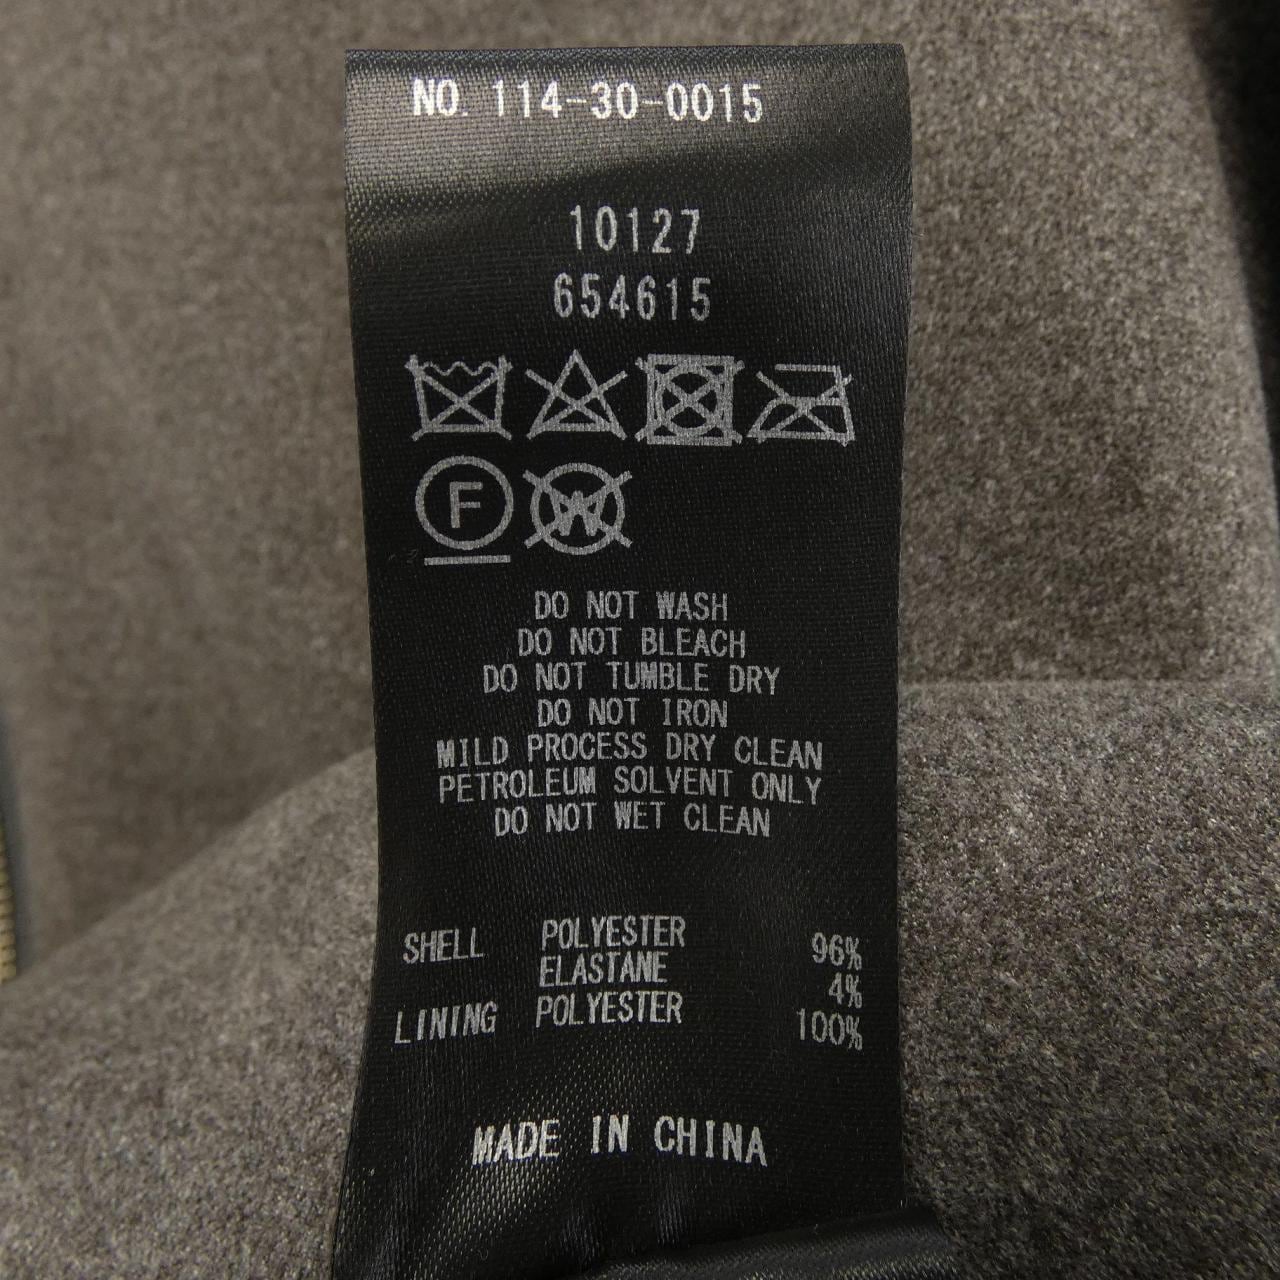 NO. 114-30-0015
10127
654615
F W
DO NOT WASH
DO NOT BLEACH
DO NOT TUMBLE DRY
DO NOT IRON
MILD PROCESS DRY CLEAN
PETROLEUM SOLVENT ONLY
DO NOT WET CLEAN
SHELL POLYESTER 96%
ELASTANE 4%
LINING POLYESTER 100%
MADE IN CHINA